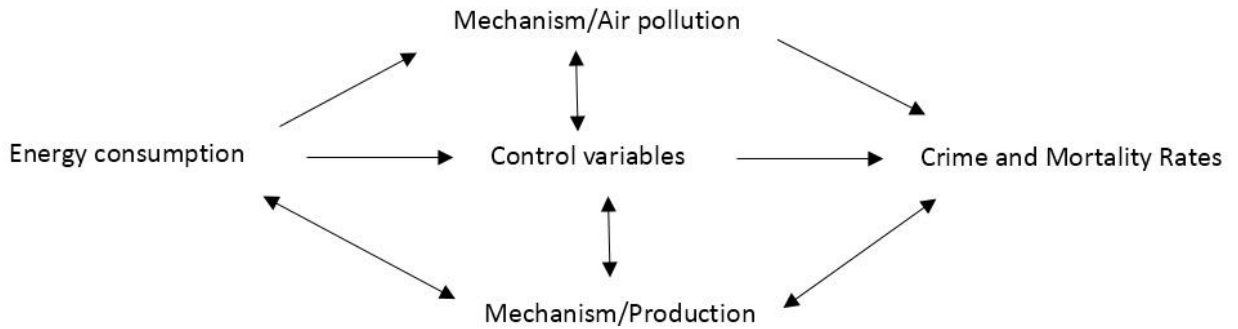 Mechanism/Air pollution
Energy consumption
Control variables
Crime and Mortality Rates
Mechanism/Production